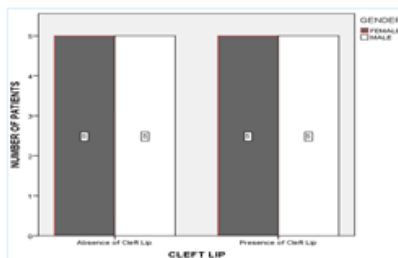 GENDER
FEMALE
MALE
NUMBER OF PATIENTS
5
4
3
2
1
0
5
5
5
5
Absence of Cleft Lip
Presence of Cleft Lip
CLEFT LIP